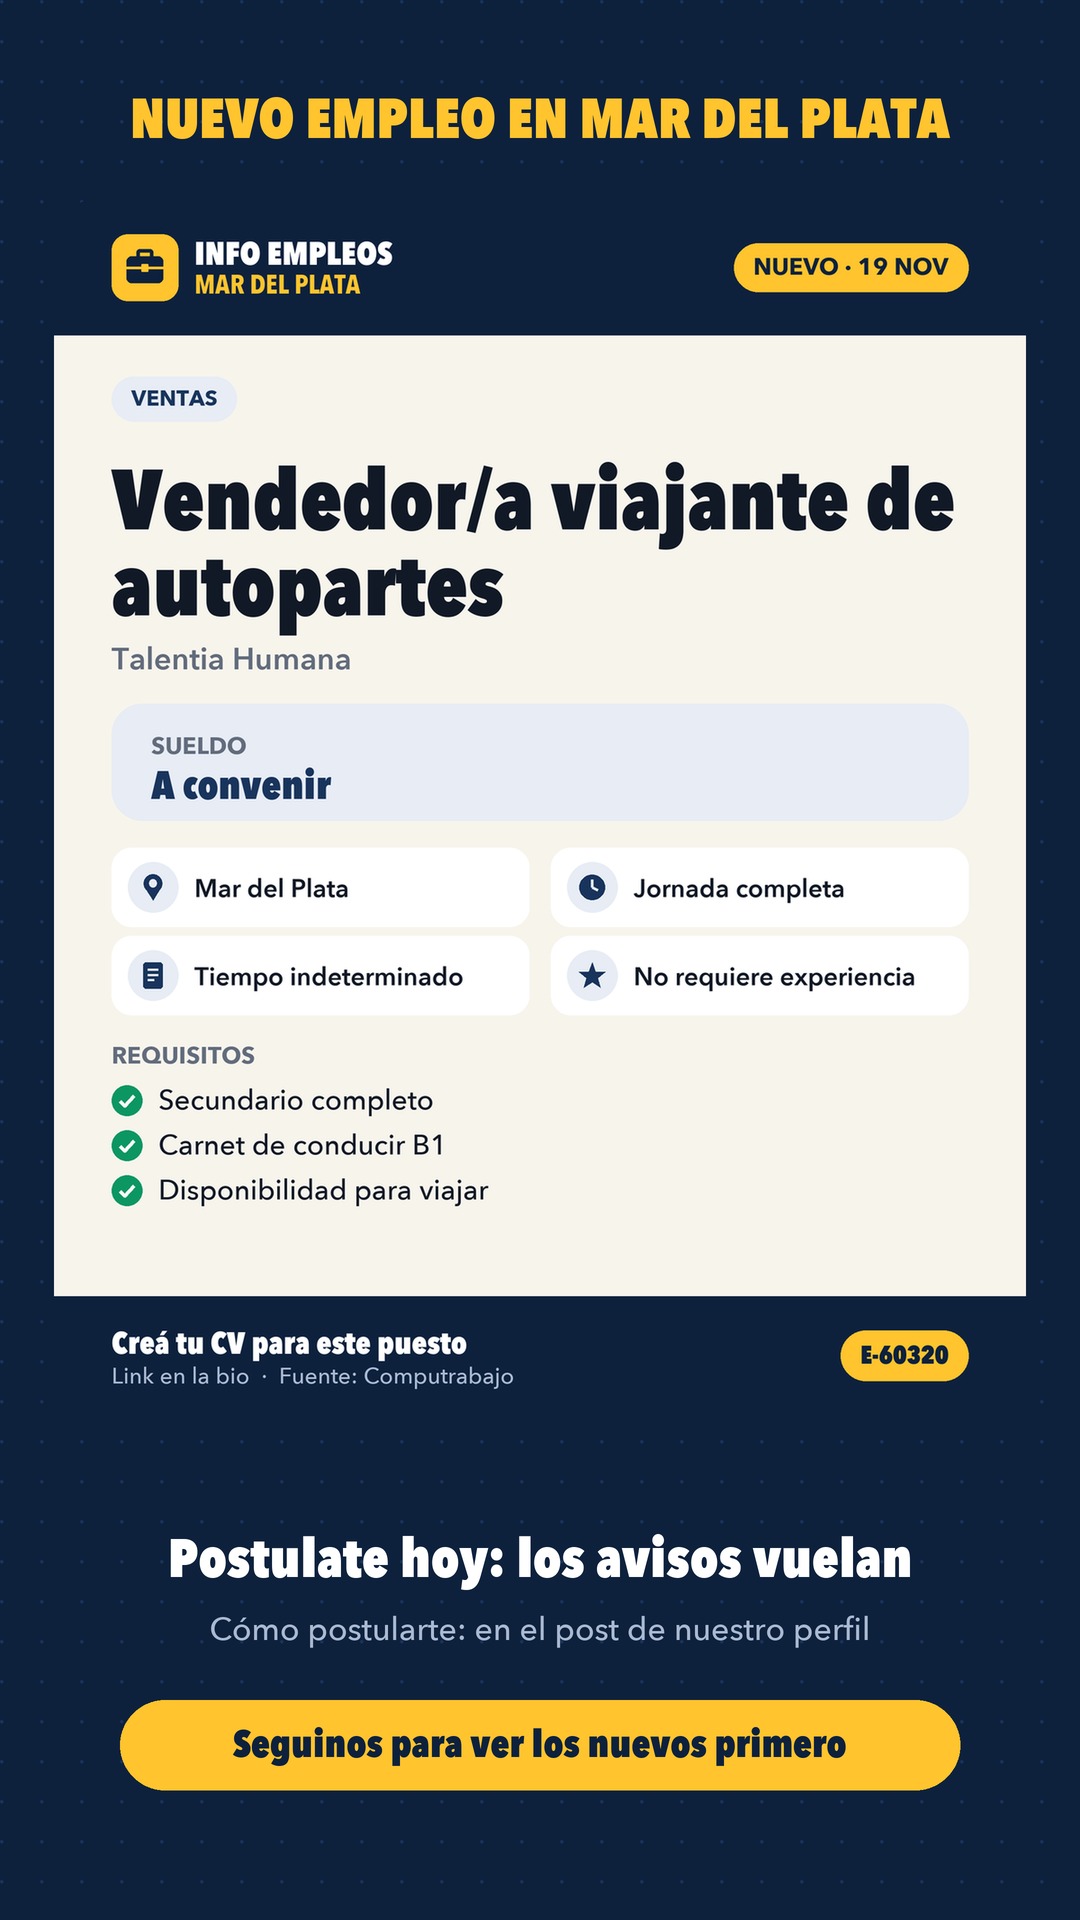 NUEVO EMPLEO EN MAR DEL PLATA
INFO EMPLEOS
MAR DEL PLATA
NUEVO · 19 NOV
VENTAS
Vendedor/a viajante de
autopartes
Talentia Humana
SUELDO
A convenir
Mar del Plata
Jornada completa
Tiempo indeterminado
No requiere experiencia
REQUISITOS
Secundario completo
Carnet de conducir B1
Disponibilidad para viajar
Creá tu CV para este puesto
Link en la bio · Fuente: Computrabajo
E-60320
Postulate hoy: los avisos vuelan
Cómo postularte: en el post de nuestro perfil
Seguinos para ver los nuevos primero